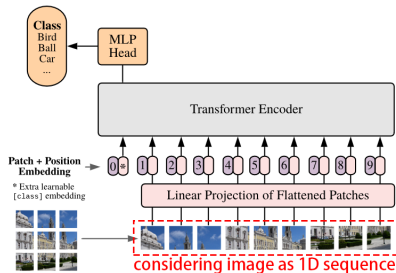 Class
Bird
Ball
Car
...
MLP
Head
Transformer Encoder
Patch + Position
Embedding
0 * 1 2 3 4 5 6 7 8 9
* Extra learnable
[class] embedding
Linear Projection of Flattened Patches
considering image as 1D sequence